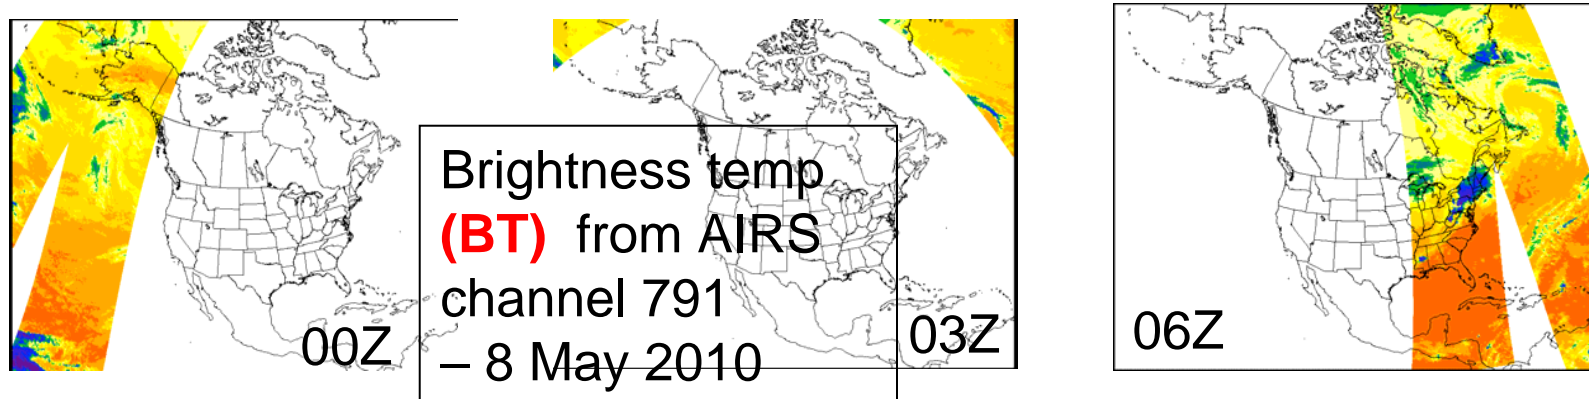 00Z
Brightness temp
(BT) from AIRS
channel 791
– 8 May 2010
03Z
06Z